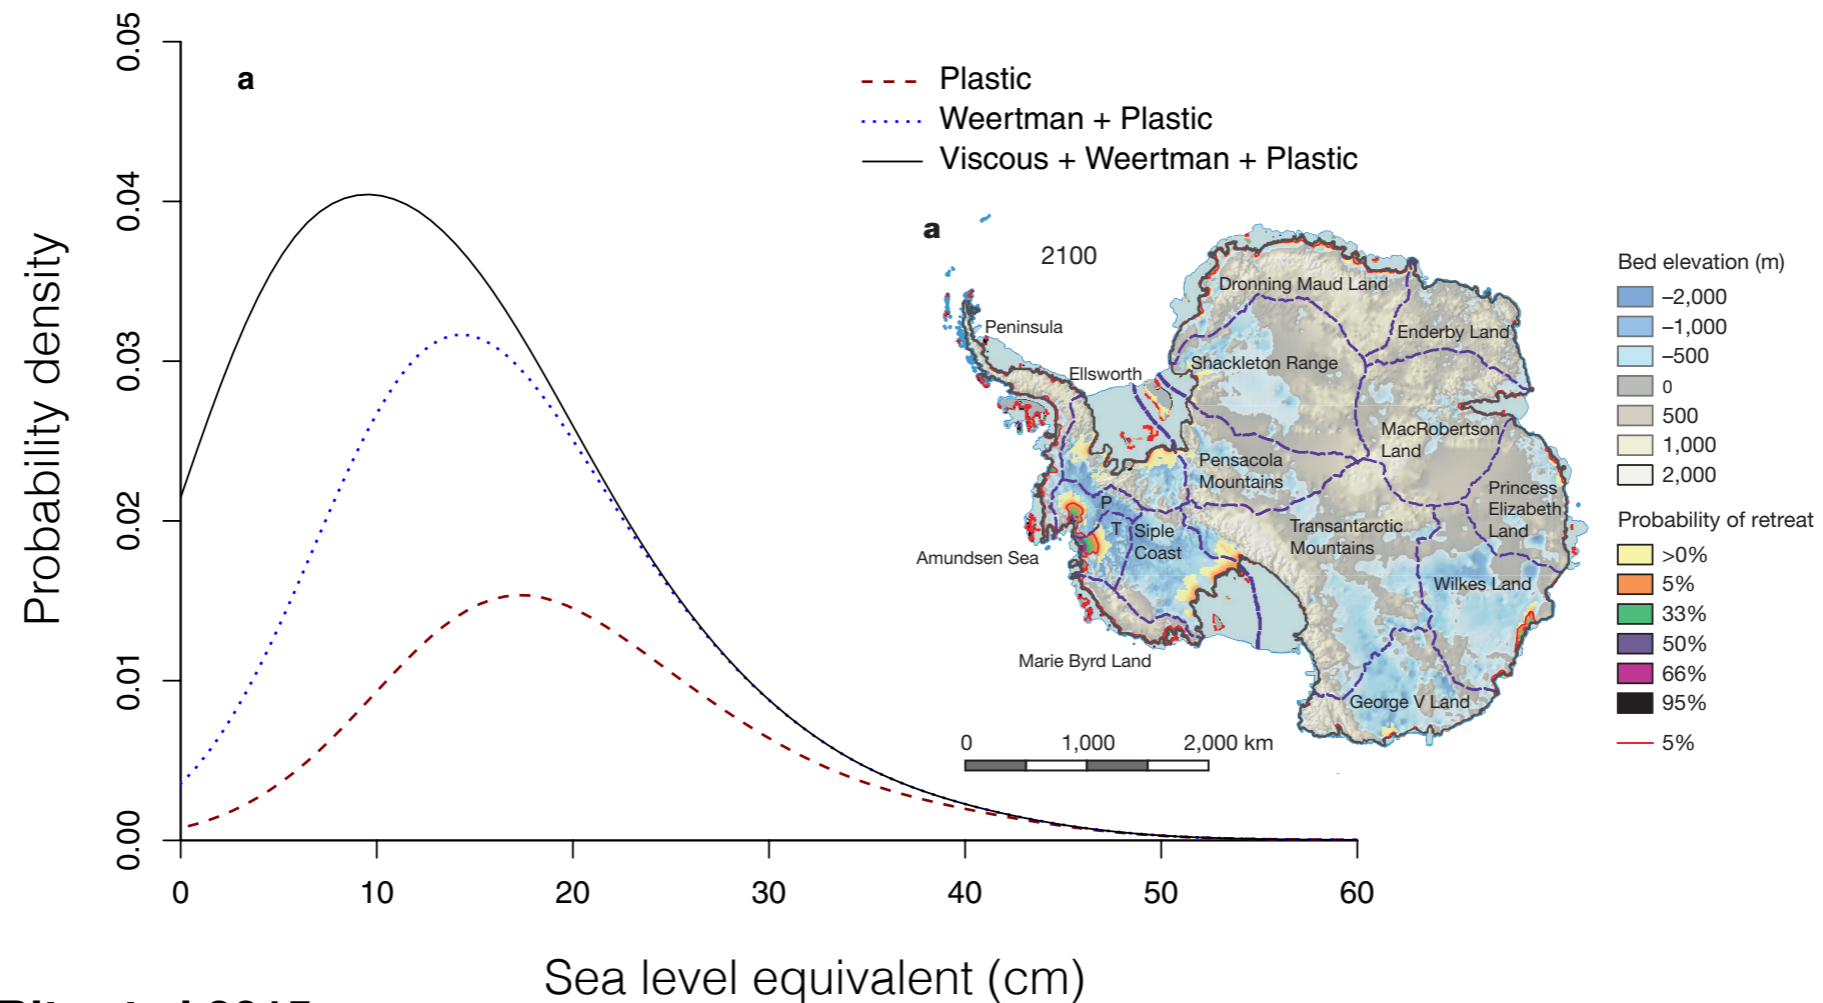 a
Plastic
Weertman + Plastic
Viscous + Weertman + Plastic
Probability density
0.05
0.04
0.03
0.02
0.01
0.00
0
10
20
30
40
50
60
Sea level equivalent (cm)
a
2100
Dronning Maud Land
Peninsula
Enderby Land
Shackleton Range
Ellsworth
MacRobertson
Land
Pensacola
Mountains
Princess
Elizabeth
Land
P
T
Siple
Coast
Transantarctic
Mountains
Amundsen Sea
Wilkes Land
Marie Byrd Land
George V Land
0
1,000
2,000 km
Bed elevation (m)
–2,000
–1,000
–500
0
500
1,000
2,000
Probability of retreat
>0%
5%
33%
50%
66%
95%
5%